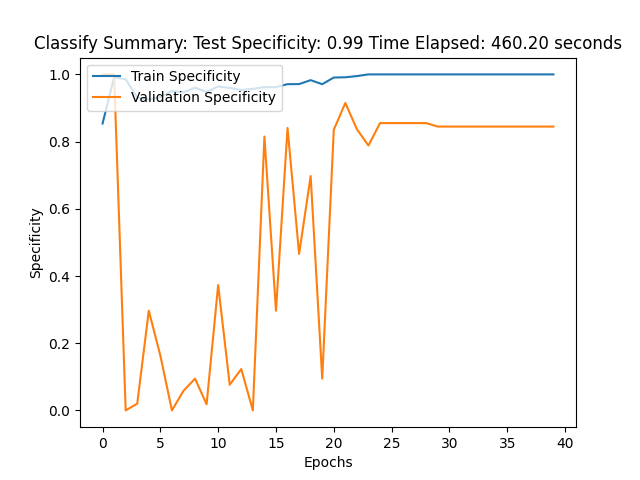 Classify Summary: Test Specificity: 0.99 Time Elapsed: 460.20 seconds
Train Specificity
Validation Specificity
1.0
0.8
0.6
0.4
0.2
0.0
Specificity
0 5 10 15 20 25 30 35 40
Epochs